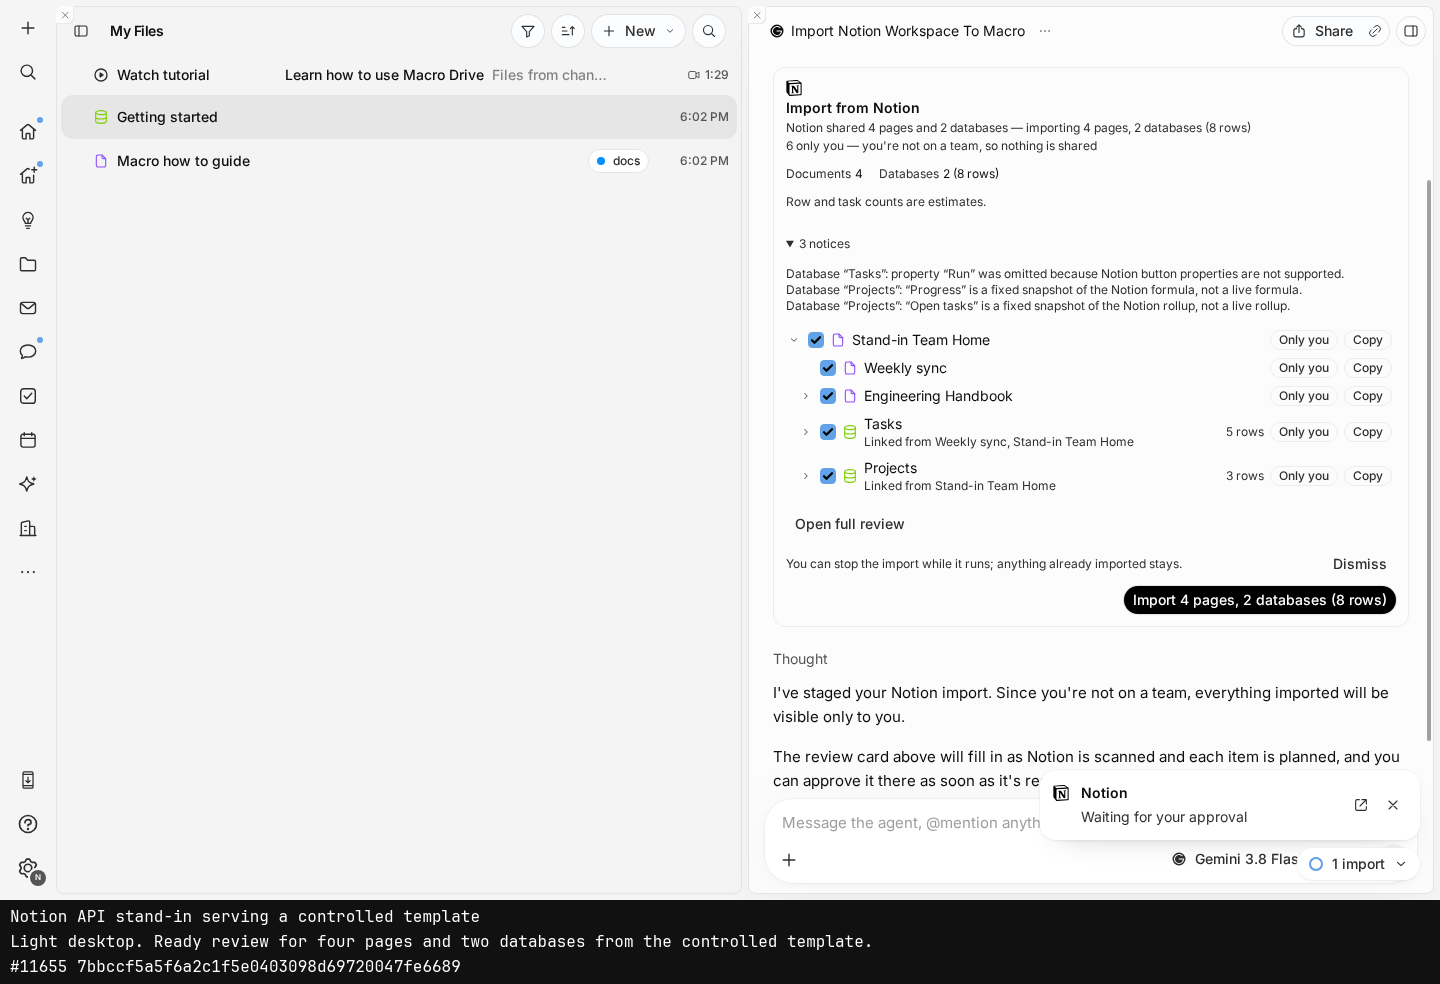 My Files
New
Watch tutorial
Learn how to use Macro Drive Files from chan...
1:29
Getting started
6:02 PM
Macro how to guide
docs
6:02 PM
N
Import Notion Workspace To Macro
Share
Import from Notion
Notion shared 4 pages and 2 databases — importing 4 pages, 2 databases (8 rows)
6 only you — you're not on a team, so nothing is shared
Documents 4 Databases 2 (8 rows)
Row and task counts are estimates.
3 notices
Database “Tasks”: property “Run” was omitted because Notion button properties are not supported.
Database “Projects”: “Progress” is a fixed snapshot of the Notion formula, not a live formula.
Database “Projects”: “Open tasks” is a fixed snapshot of the Notion rollup, not a live rollup.
Stand-in Team Home Only you Copy
Weekly sync Only you Copy
Engineering Handbook Only you Copy
Tasks
Linked from Weekly sync, Stand-in Team Home
5 rows Only you Copy
Projects
Linked from Stand-in Team Home
3 rows Only you Copy
Open full review
You can stop the import while it runs; anything already imported stays.
Dismiss
Import 4 pages, 2 databases (8 rows)
Thought
I've staged your Notion import. Since you're not on a team, everything imported will be
visible only to you.
The review card above will fill in as Notion is scanned and each item is planned, and you
can approve it there as soon as it's re
Notion
Waiting for your approval
Message the agent, @mention anyth
Gemini 3.8 Flas
1 import
Notion API stand-in serving a controlled template
Light desktop. Ready review for four pages and two databases from the controlled template.
#11655 7bbccf5a5f6a2c1f5e0403098d69720047fe6689